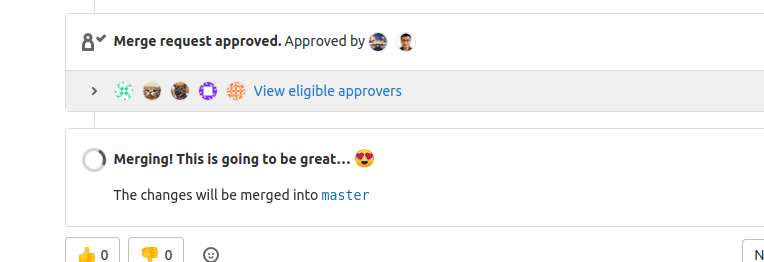 Merge request approved. Approved by
View eligible approvers
Merging! This is going to be great... 😍
The changes will be merged into master
👍 0 👎 0
N